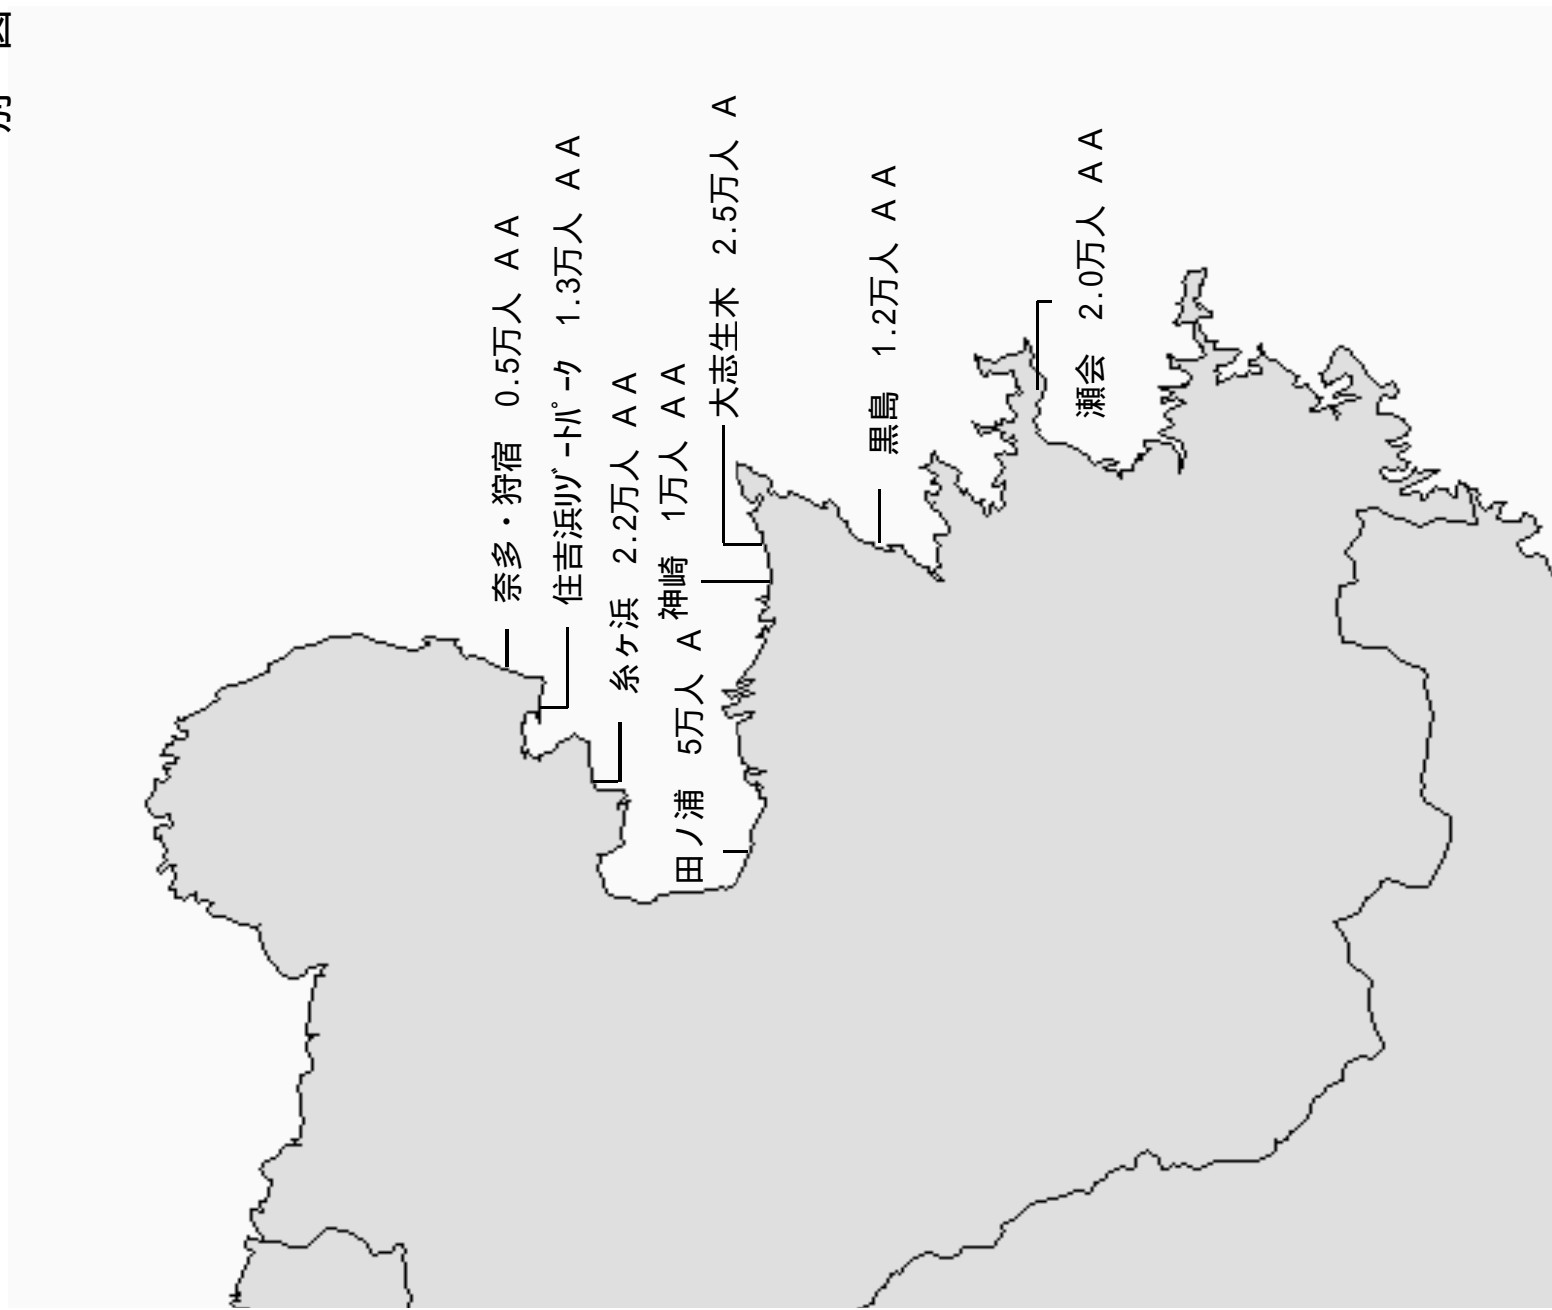 奈多・狩宿　0.5万人 ＡＡ
住吉浜ﾘｿﾞｰﾄﾊﾟｰｸ　1.3万人 ＡＡ
糸ヶ浜　2.2万人 ＡＡ
神崎　1万人 ＡＡ
田ノ浦　5万人 Ａ
大志生木　2.5万人 Ａ
黒島　1.2万人 ＡＡ
瀬会　2.0万人 ＡＡ